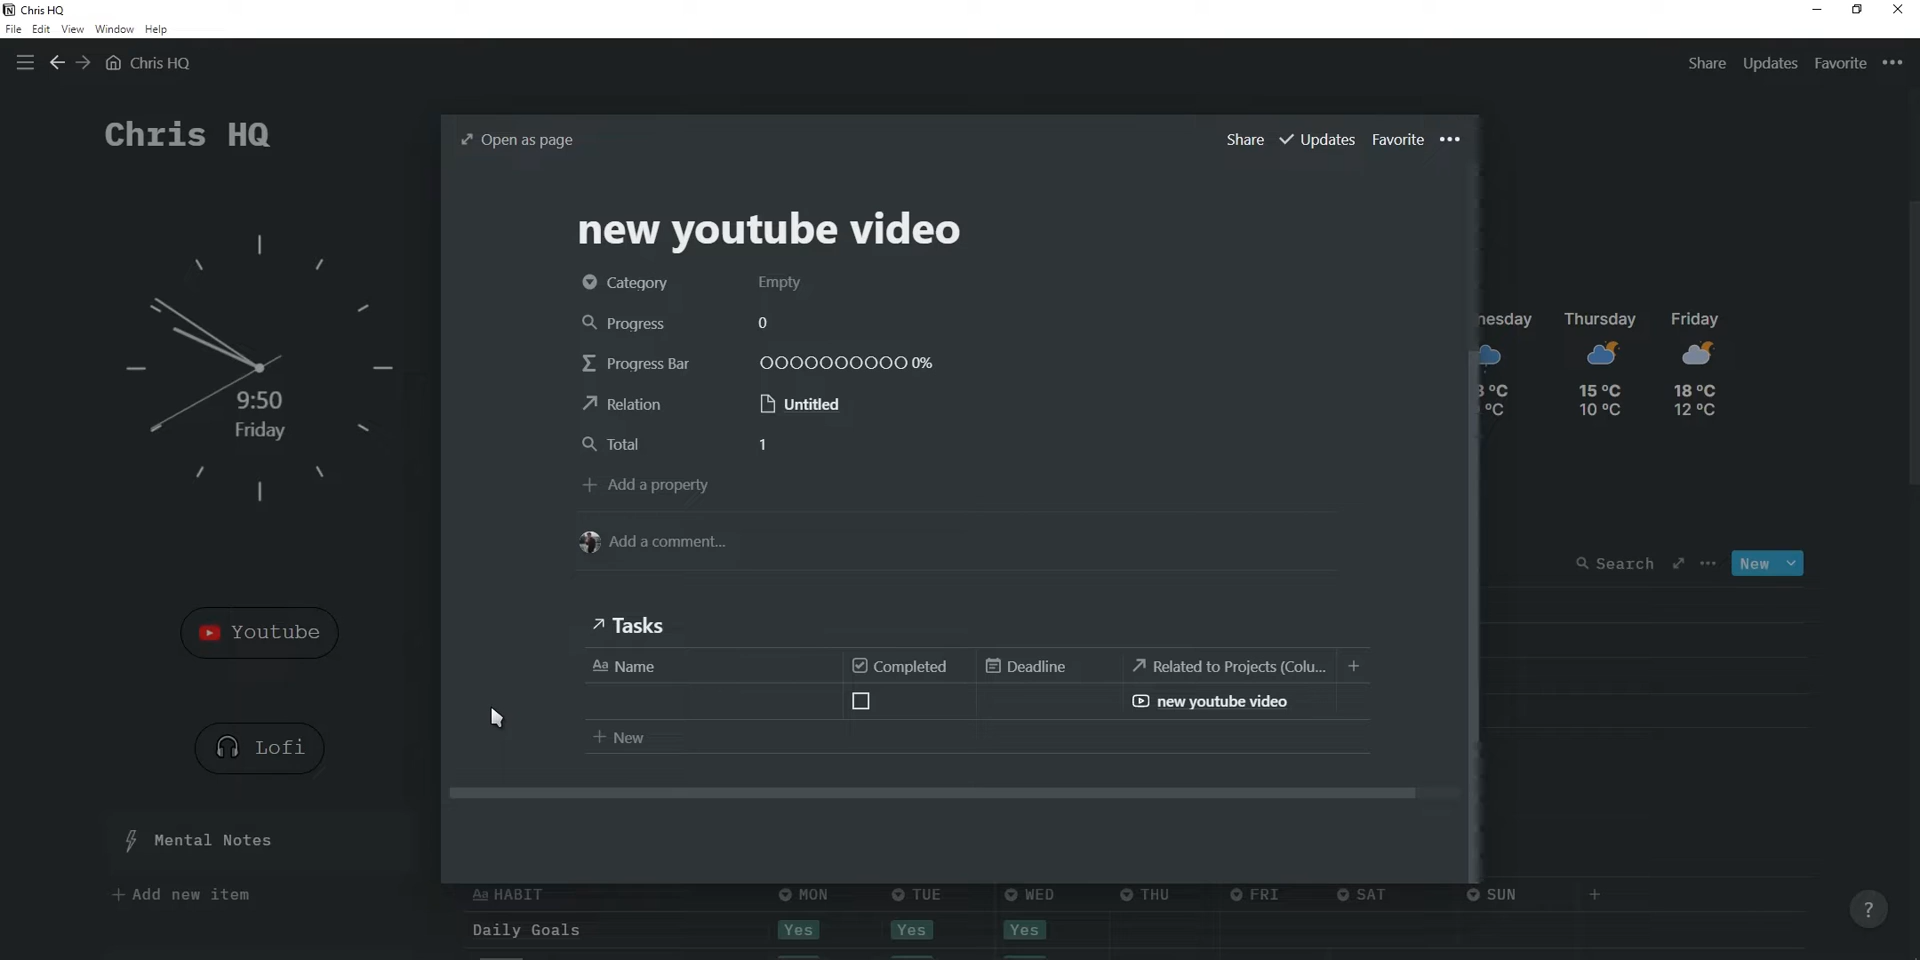 Chris HQ
File Edit View Window Help
Chris HQ
Share Updates Favorite
Chris HQ
9:50
Friday
Youtube
Lofi
Mental Notes
Add new item
Open as page
Share Updates Favorite
new youtube video
Category Empty
Progress 0
Progress Bar 0%
Relation Untitled
Total 1
Add a property
Add a comment...
Tasks
Aa Name Completed Deadline Related to Projects (Colu...
new youtube video
New
nesday Thursday Friday
3 °C 15 °C 18 °C
°C 10 °C 12 °C
Search New
Aa HABIT MON TUE WED THU FRI SAT SUN
Daily Goals Yes Yes Yes
?